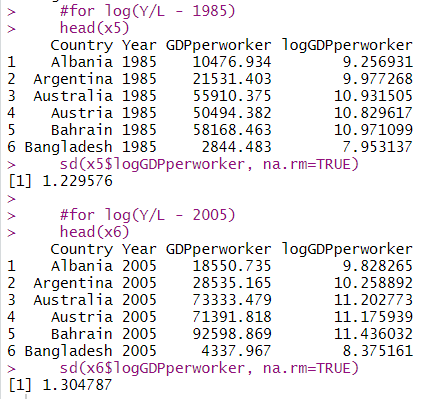 >     #for log(Y/L - 1985)
>     head(x5)
     Country Year GDPperworker logGDPperworker
1    Albania 1985    10476.934        9.256931
2  Argentina 1985    21531.403        9.977268
3  Australia 1985    55910.375       10.931505
4    Austria 1985    50494.382       10.829617
5    Bahrain 1985    58168.463       10.971099
6 Bangladesh 1985     2844.483        7.953137
>     sd(x5$logGDPperworker, na.rm=TRUE)
[1] 1.229576
>
>     #for log(Y/L - 2005)
>     head(x6)
     Country Year GDPperworker logGDPperworker
1    Albania 2005    18550.735        9.828265
2  Argentina 2005    28535.165       10.258892
3  Australia 2005    73333.479       11.202773
4    Austria 2005    71391.818       11.175939
5    Bahrain 2005    92598.869       11.436032
6 Bangladesh 2005     4337.967        8.375161
>     sd(x6$logGDPperworker, na.rm=TRUE)
[1] 1.304787